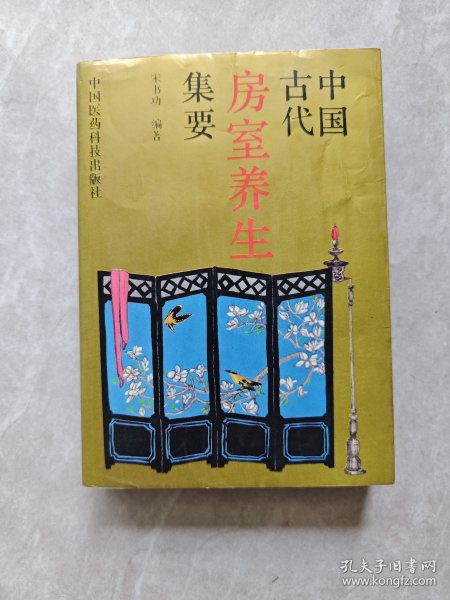 中国
古代
房室养生
集要
宋书功 编著
中国医药科技出版社
孔夫子旧书网
www.kongfz.com